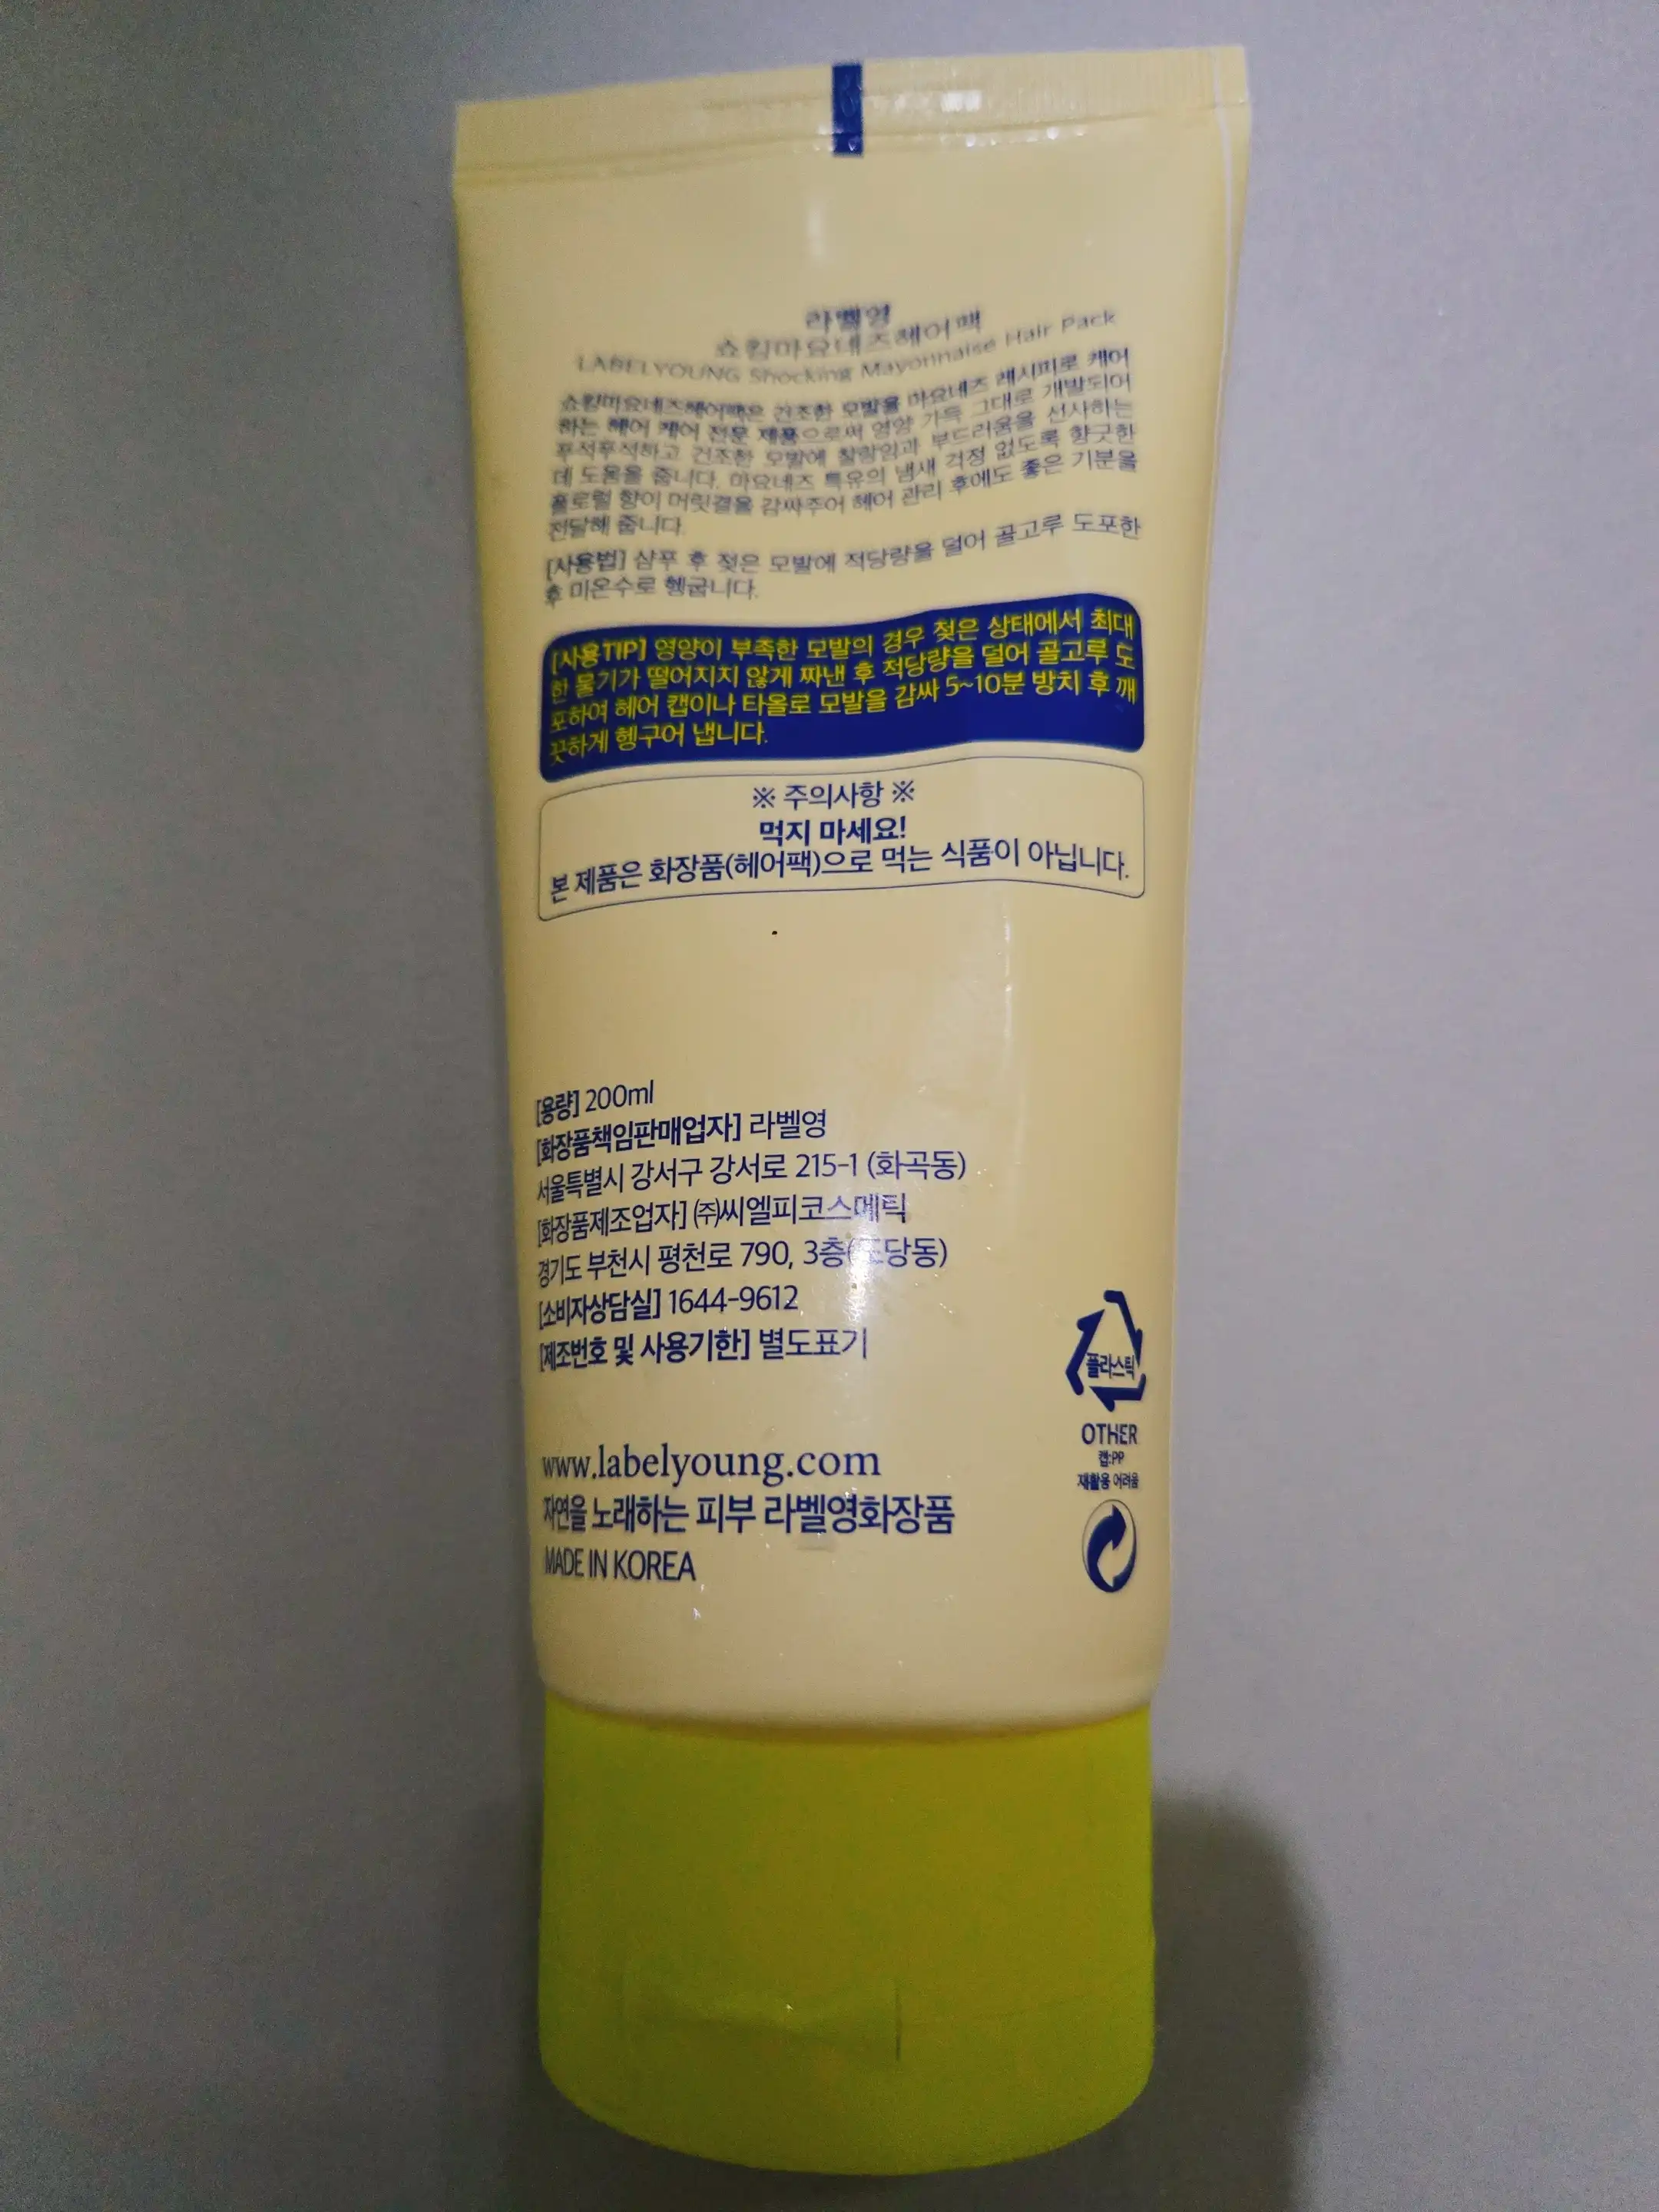 라벨영
쇼킹마요네즈헤어팩
LABELYOUNG Shocking Mayonnaise Hair Pack
쇼킹마요네즈헤어팩은 건조한 모발을 마요네즈 레시피로 케어
하는 헤어 케어 전문 제품으로써 영양 가득 그대로 개발되어
푸석푸석하고 건조한 모발에 찰랑임과 부드러움을 선사하는
데 도움을 줍니다. 마요네즈 특유의 냄새 걱정 없도록 향긋한
플로럴 향이 머릿결을 감싸주어 헤어 관리 후에도 좋은 기분을
전달해 줍니다.
[사용법] 샴푸 후 젖은 모발에 적당량을 덜어 골고루 도포한
후 미온수로 헹굽니다.
[사용TIP] 영양이 부족한 모발의 경우 젖은 상태에서 최대
한 물기가 떨어지지 않게 짜낸 후 적당량을 덜어 골고루 도
포하여 헤어 캡이나 타올로 모발을 감싸 5~10분 방치 후 깨
끗하게 헹구어 냅니다.
※ 주의사항 ※
먹지 마세요!
본 제품은 화장품(헤어팩)으로 먹는 식품이 아닙니다.
[용량] 200ml
[화장품책임판매업자] 라벨영
서울특별시 강서구 강서로 215-1 (화곡동)
[화장품제조업자] ㈜씨엘피코스메틱
경기도 부천시 평천로 790, 3층(도당동)
[소비자상담실] 1644-9612
[제조번호 및 사용기한] 별도표기
플라스틱
OTHER
캡:PP
재활용 어려움
www.labelyoung.com
자연을 노래하는 피부 라벨영화장품
MADE IN KOREA